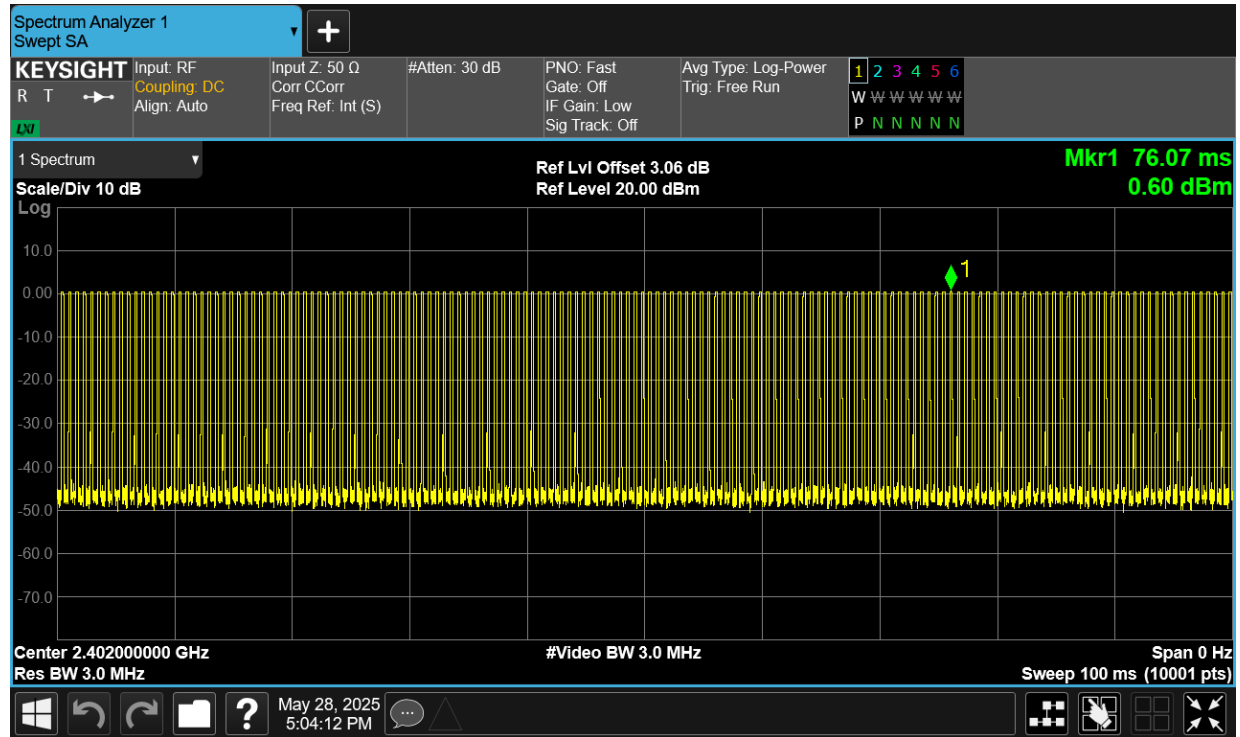 Spectrum Analyzer 1
Swept SA
+
KEYSIGHT
R T
LXI
Input: RF
Coupling: DC
Align: Auto
Input Z: 50 Ω
Corr CCorr
Freq Ref: Int (S)
#Atten: 30 dB
PNO: Fast
Gate: Off
IF Gain: Low
Sig Track: Off
Avg Type: Log-Power
Trig: Free Run
1 2 3 4 5 6
W W W W W W
P N N N N N
1 Spectrum
Scale/Div 10 dB
Log
Ref Lvl Offset 3.06 dB
Ref Level 20.00 dBm
Mkr1 76.07 ms
0.60 dBm
1
10.0
0.00
-10.0
-20.0
-30.0
-40.0
-50.0
-60.0
-70.0
Center 2.402000000 GHz
Res BW 3.0 MHz
#Video BW 3.0 MHz
Span 0 Hz
Sweep 100 ms (10001 pts)
?
May 28, 2025
5:04:12 PM